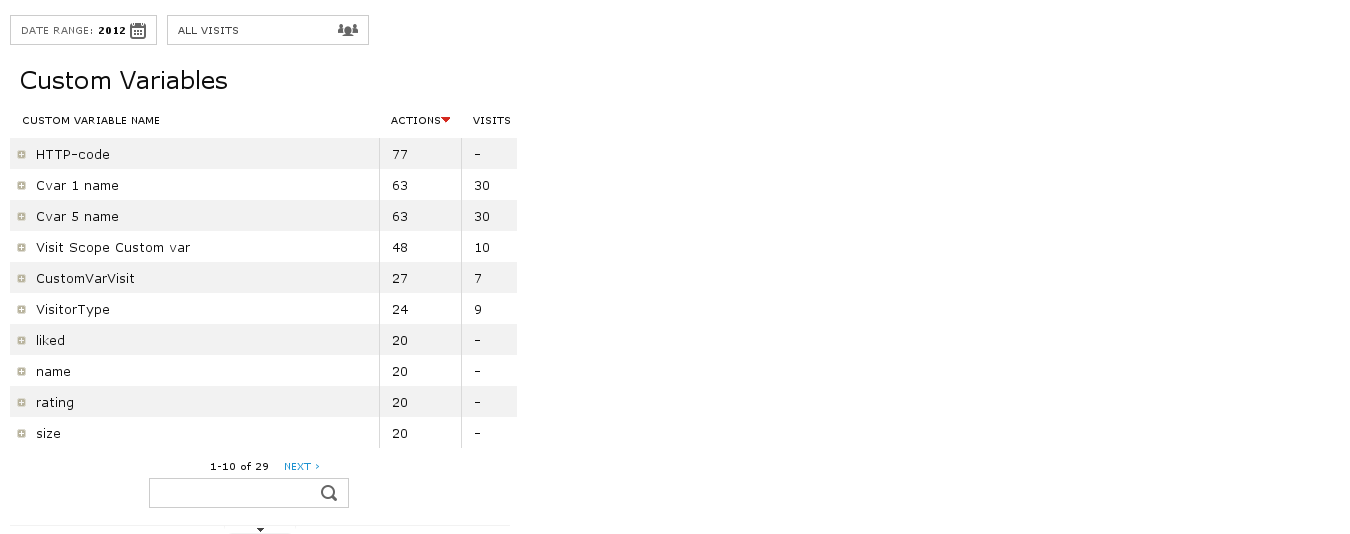 DATE RANGE: 2012 ALL VISITS
Custom Variables
CUSTOM VARIABLE NAME ACTIONS VISITS
HTTP-code 77 -
Cvar 1 name 63 30
Cvar 5 name 63 30
Visit Scope Custom var 48 10
CustomVarVisit 27 7
VisitorType 24 9
liked 20 -
name 20 -
rating 20 -
size 20 -
1-10 of 29 NEXT ›